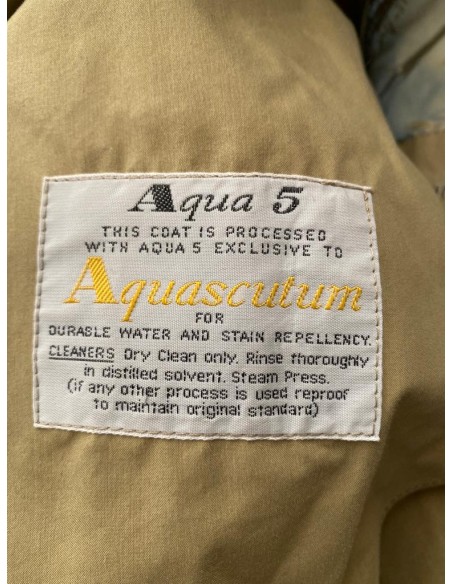 Aqua 5
THIS COAT IS PROCESSED
WITH AQUA 5 EXCLUSIVE TO
Aquascutum
FOR
DURABLE WATER AND STAIN REPELLENCY.
CLEANERS Dry Clean only. Rinse thoroughly
in distilled solvent. Steam Press.
(if any other process is used reproof
to maintain original standard)